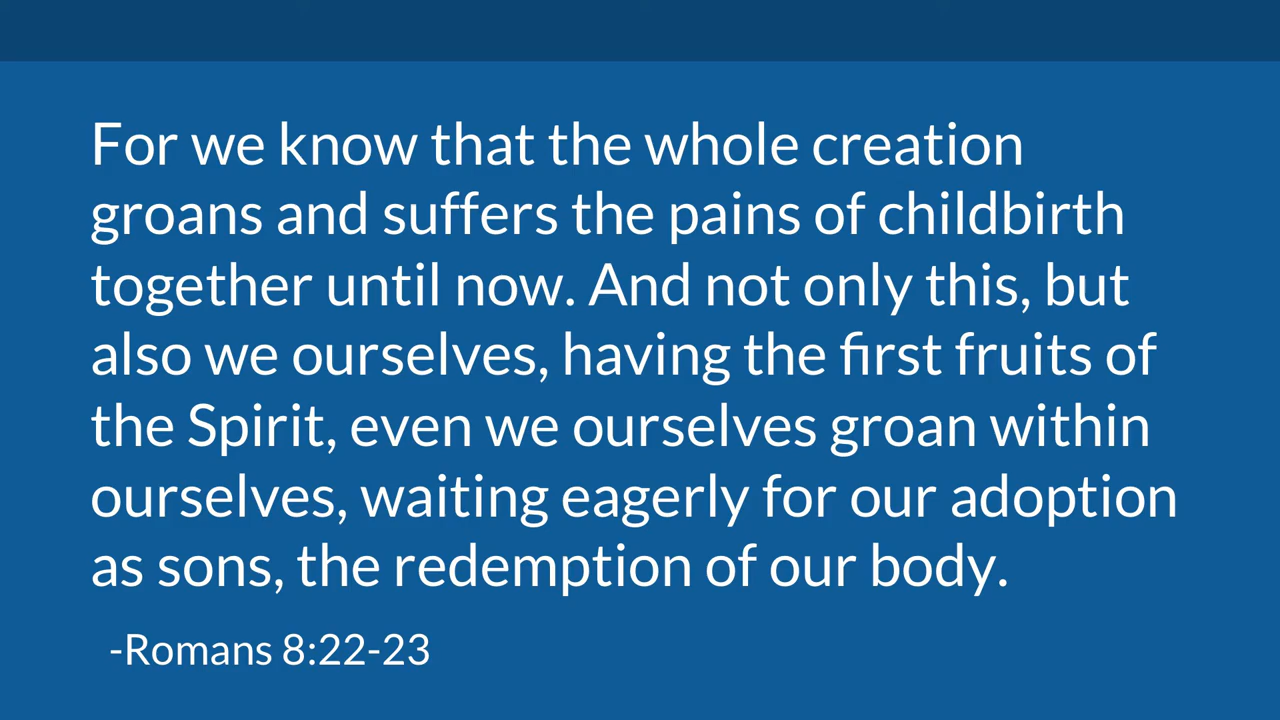 For we know that the whole creation
groans and suffers the pains of childbirth
together until now. And not only this, but
also we ourselves, having the first fruits of
the Spirit, even we ourselves groan within
ourselves, waiting eagerly for our adoption
as sons, the redemption of our body.
-Romans 8:22-23